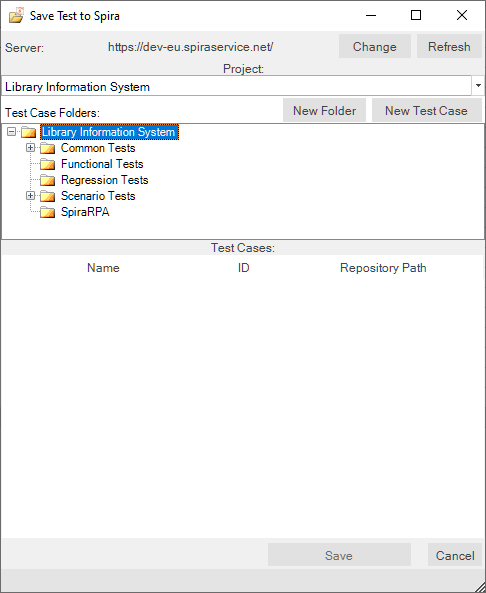 Save Test to Spira
Server: https://dev-eu.spiraservice.net/ Change Refresh
Project:
Library Information System
Test Case Folders: New Folder New Test Case
Library Information System
Common Tests
Functional Tests
Regression Tests
Scenario Tests
SpiraRPA
Test Cases:
Name ID Repository Path
Save Cancel